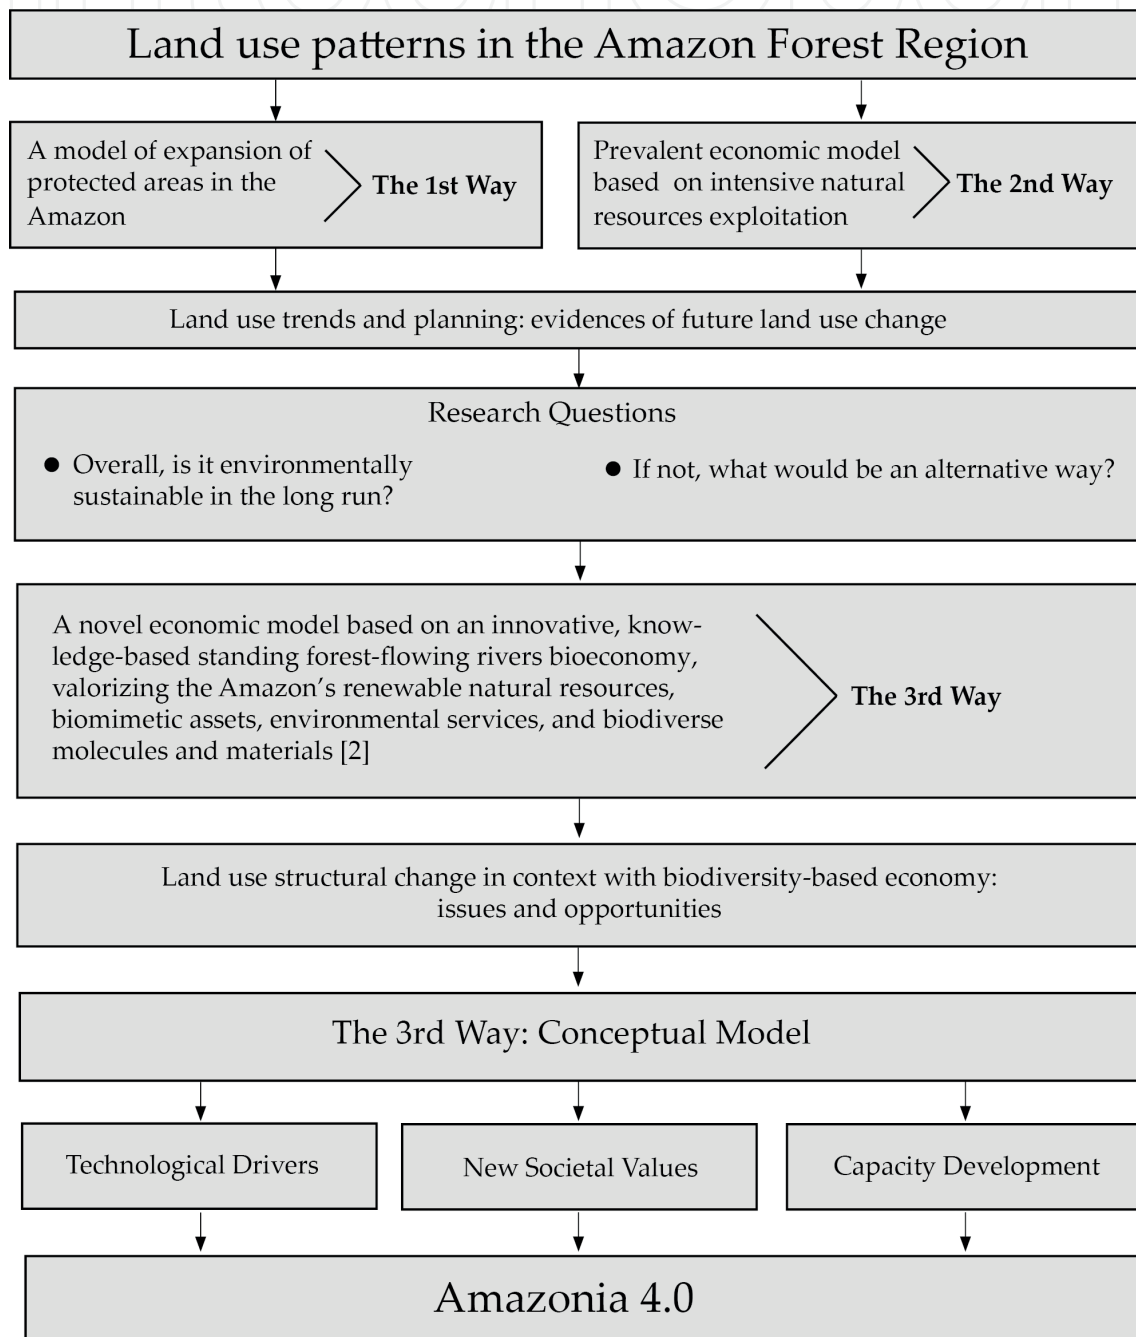 Land use patterns in the Amazon Forest Region
A model of expansion of
protected areas in the
Amazon
The 1st Way
Prevalent economic model
based on intensive natural
resources exploitation
The 2nd Way
Land use trends and planning: evidences of future land use change
Research Questions
● Overall, is it environmentally
sustainable in the long run?
● If not, what would be an alternative way?
A novel economic model based on an innovative, know-
ledge-based standing forest-flowing rivers bioeconomy,
valorizing the Amazon's renewable natural resources,
biomimetic assets, environmental services, and biodiverse
molecules and materials [2]
The 3rd Way
Land use structural change in context with biodiversity-based economy:
issues and opportunities
The 3rd Way: Conceptual Model
Technological Drivers
New Societal Values
Capacity Development
Amazonia 4.0